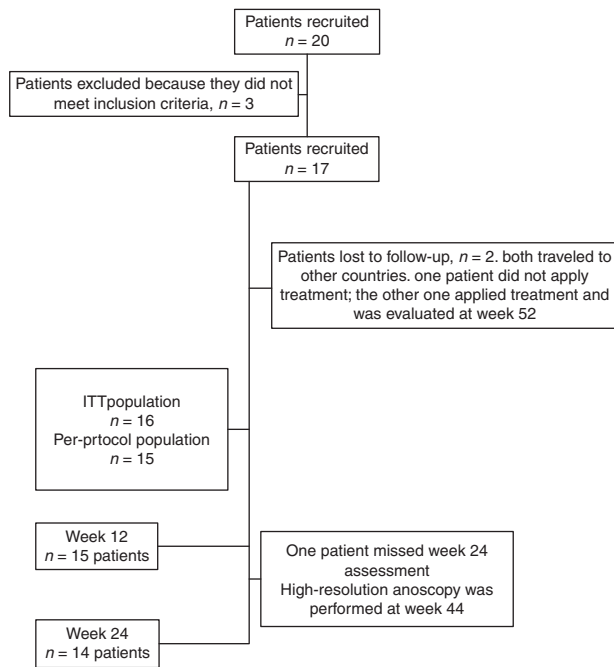 Patients recruited
n = 20
Patients excluded because they did not
meet inclusion criteria, n = 3
Patients recruited
n = 17
Patients lost to follow-up, n = 2. both traveled to
other countries. one patient did not apply
treatment; the other one applied treatment and
was evaluated at week 52
ITTpopulation
n = 16
Per-prtocol population
n = 15
Week 12
n = 15 patients
One patient missed week 24
assessment
High-resolution anoscopy was
performed at week 44
Week 24
n = 14 patients